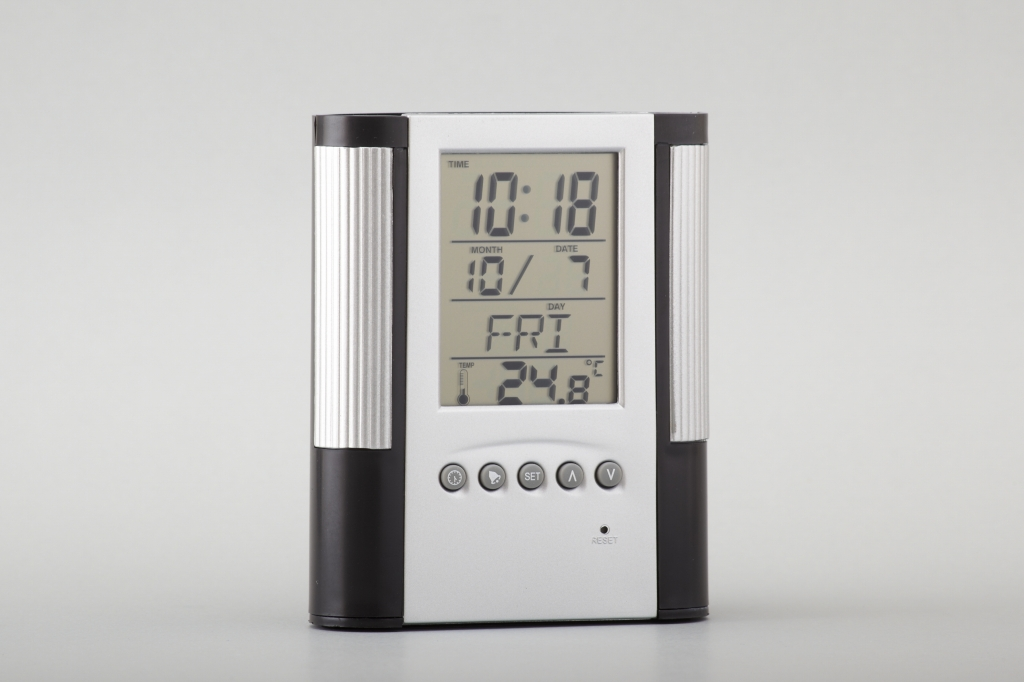 TIME
10:18
MONTH DATE
10/ 7
DAY
FRI
TEMP
24.8 °C
SET ∧ ∨
RESET